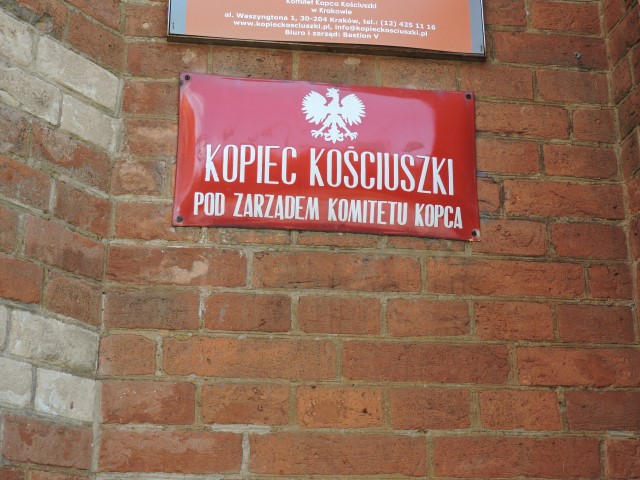 Komitet Kopca Kościuszki
w Krakowie
al. Waszyngtona 1, 30-204 Kraków, tel.: (12) 425 11 16
www.kopieckosciuszki.pl, info@kopieckosciuszki.pl
Biuro i zarząd: Bastion V
KOPIEC KOŚCIUSZKI
POD ZARZĄDEM KOMITETU KOPCA